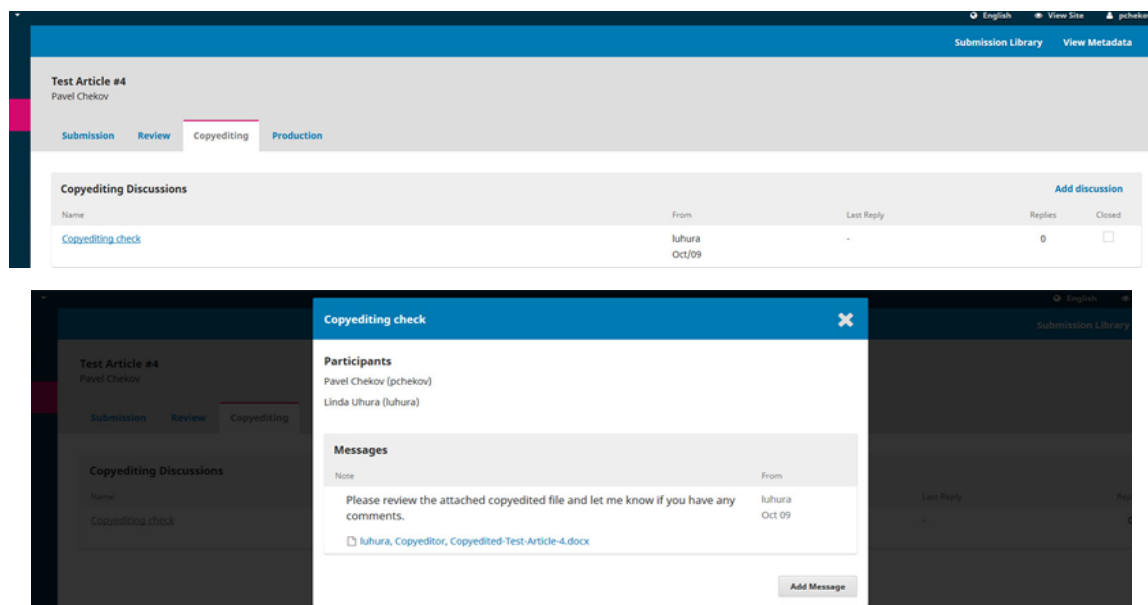 English View Site pcheko
Submission Library View Metadata
Test Article #4
Pavel Chekov
Submission Review Copyediting Production
Copyediting Discussions Add discussion
Name From Last Reply Replies Closed
Copyediting check luhura - 0
Oct/09
English
Copyediting check
Submission Library
Participants
Test Article #4
Pavel Chekov (pchekov)
Pavel Chekov
Linda Uhura (luhura)
Submission Review Copyediting
Messages
Copyediting Discussions
Note From
Name Last Reply Rep
Please review the attached copyedited file and let me know if you have any luhura
comments. Oct 09
Copyediting check - 0
luhura, Copyeditor, Copyedited-Test-Article-4.docx
Add Message